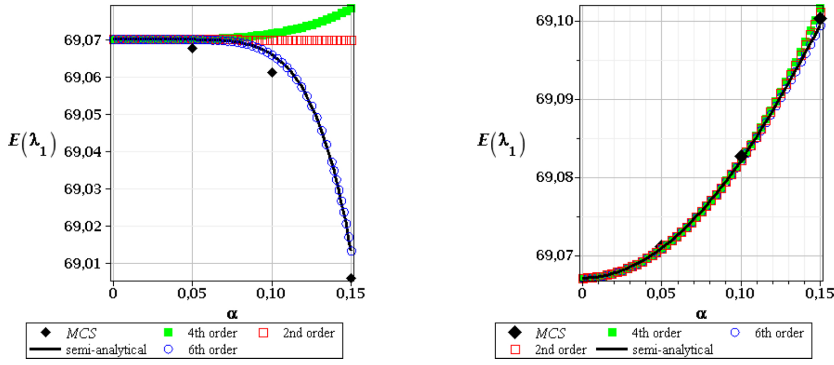 69,07
69,06
69,05
69,04
69,03
69,02
69,01
E(λ₁)
0 0,05 0,10 0,15
α
MCS 4th order 2nd order
semi-analytical 6th order
69,10
69,09
69,08
69,07
E(λ₁)
0 0,05 0,10 0,15
α
MCS 4th order 6th order
2nd order semi-analytical